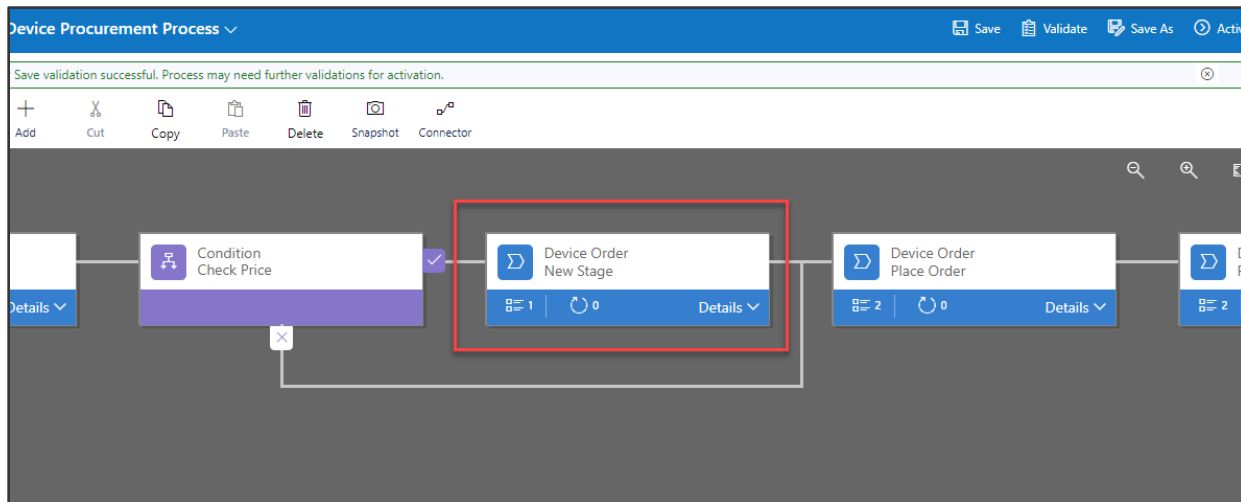 Device Procurement Process
Save Validate Save As
Save validation successful. Process may need further validations for activation.
Add Cut Copy Paste Delete Snapshot Connector
Condition
Check Price
Device Order
New Stage
Device Order
Place Order
Details
1 0 Details
2 0 Details
2